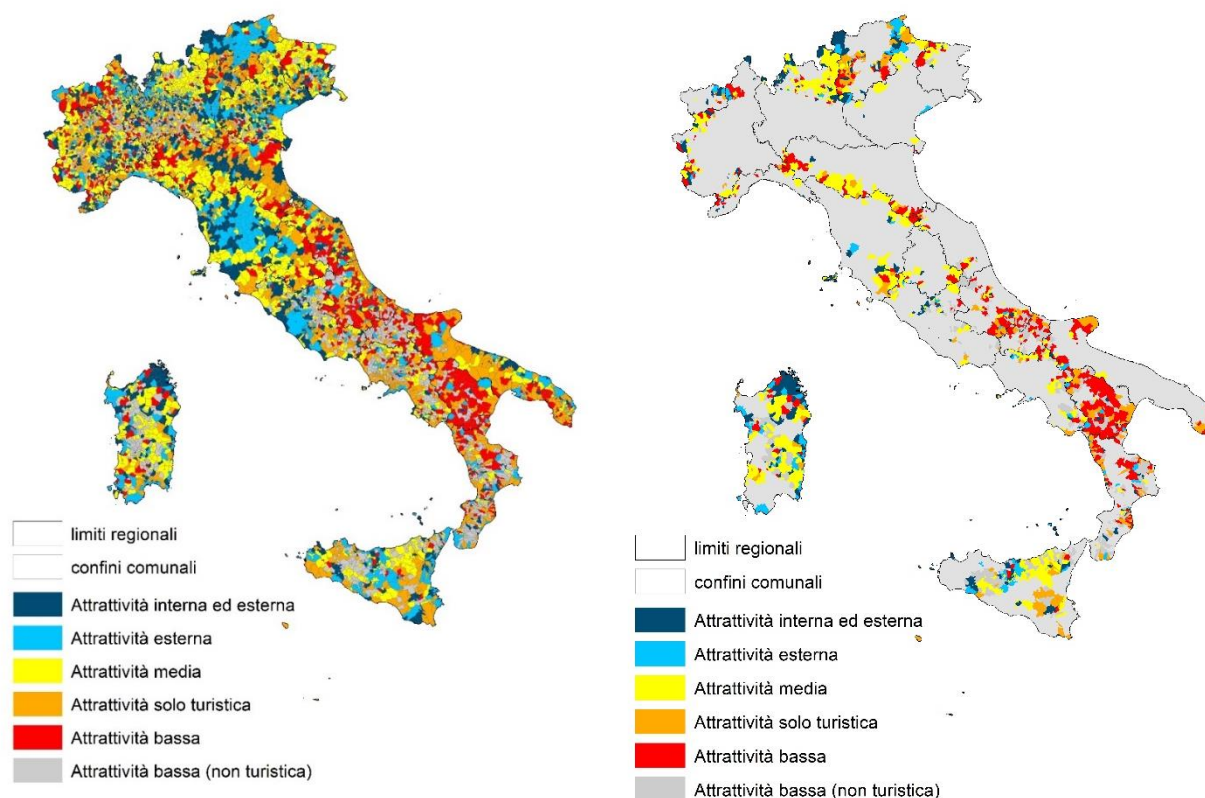 limiti regionali
confini comunali
Attrattività interna ed esterna
Attrattività esterna
Attrattività media
Attrattività solo turistica
Attrattività bassa
Attrattività bassa (non turistica)
limiti regionali
confini comunali
Attrattività interna ed esterna
Attrattività esterna
Attrattività media
Attrattività solo turistica
Attrattività bassa
Attrattività bassa (non turistica)